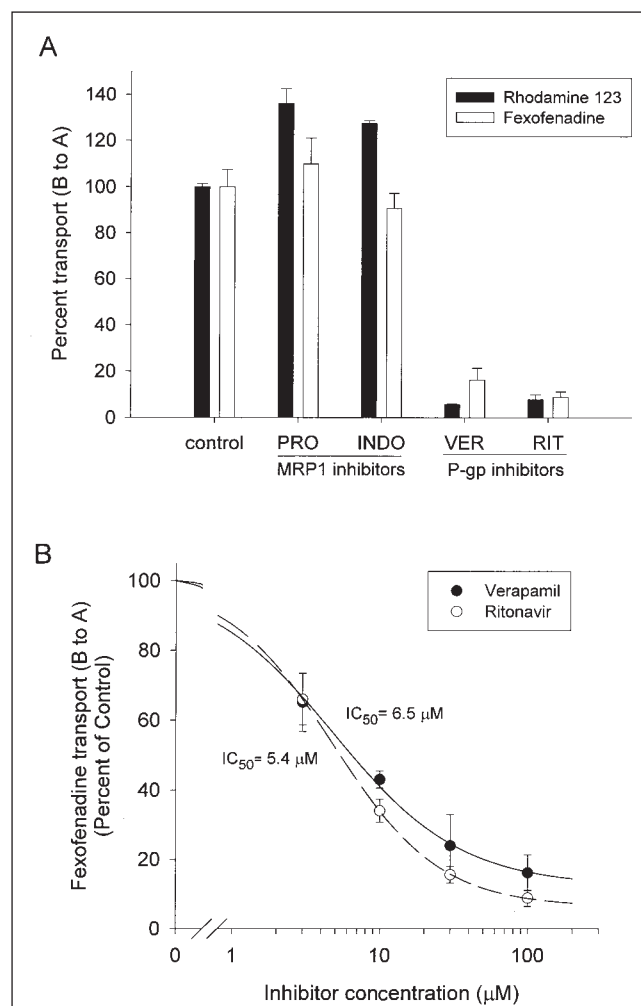 A
Percent transport (B to A)
140
120
100
80
60
40
20
0
Rhodamine 123
Fexofenadine
control PRO INDO VER RIT
MRP1 inhibitors P-gp inhibitors
B
Fexofenadine transport (B to A)
(Percent of Control)
100
80
60
40
20
0
Verapamil
Ritonavir
IC50= 6.5 μM
IC50= 5.4 μM
0 1 10 100
Inhibitor concentration (μM)